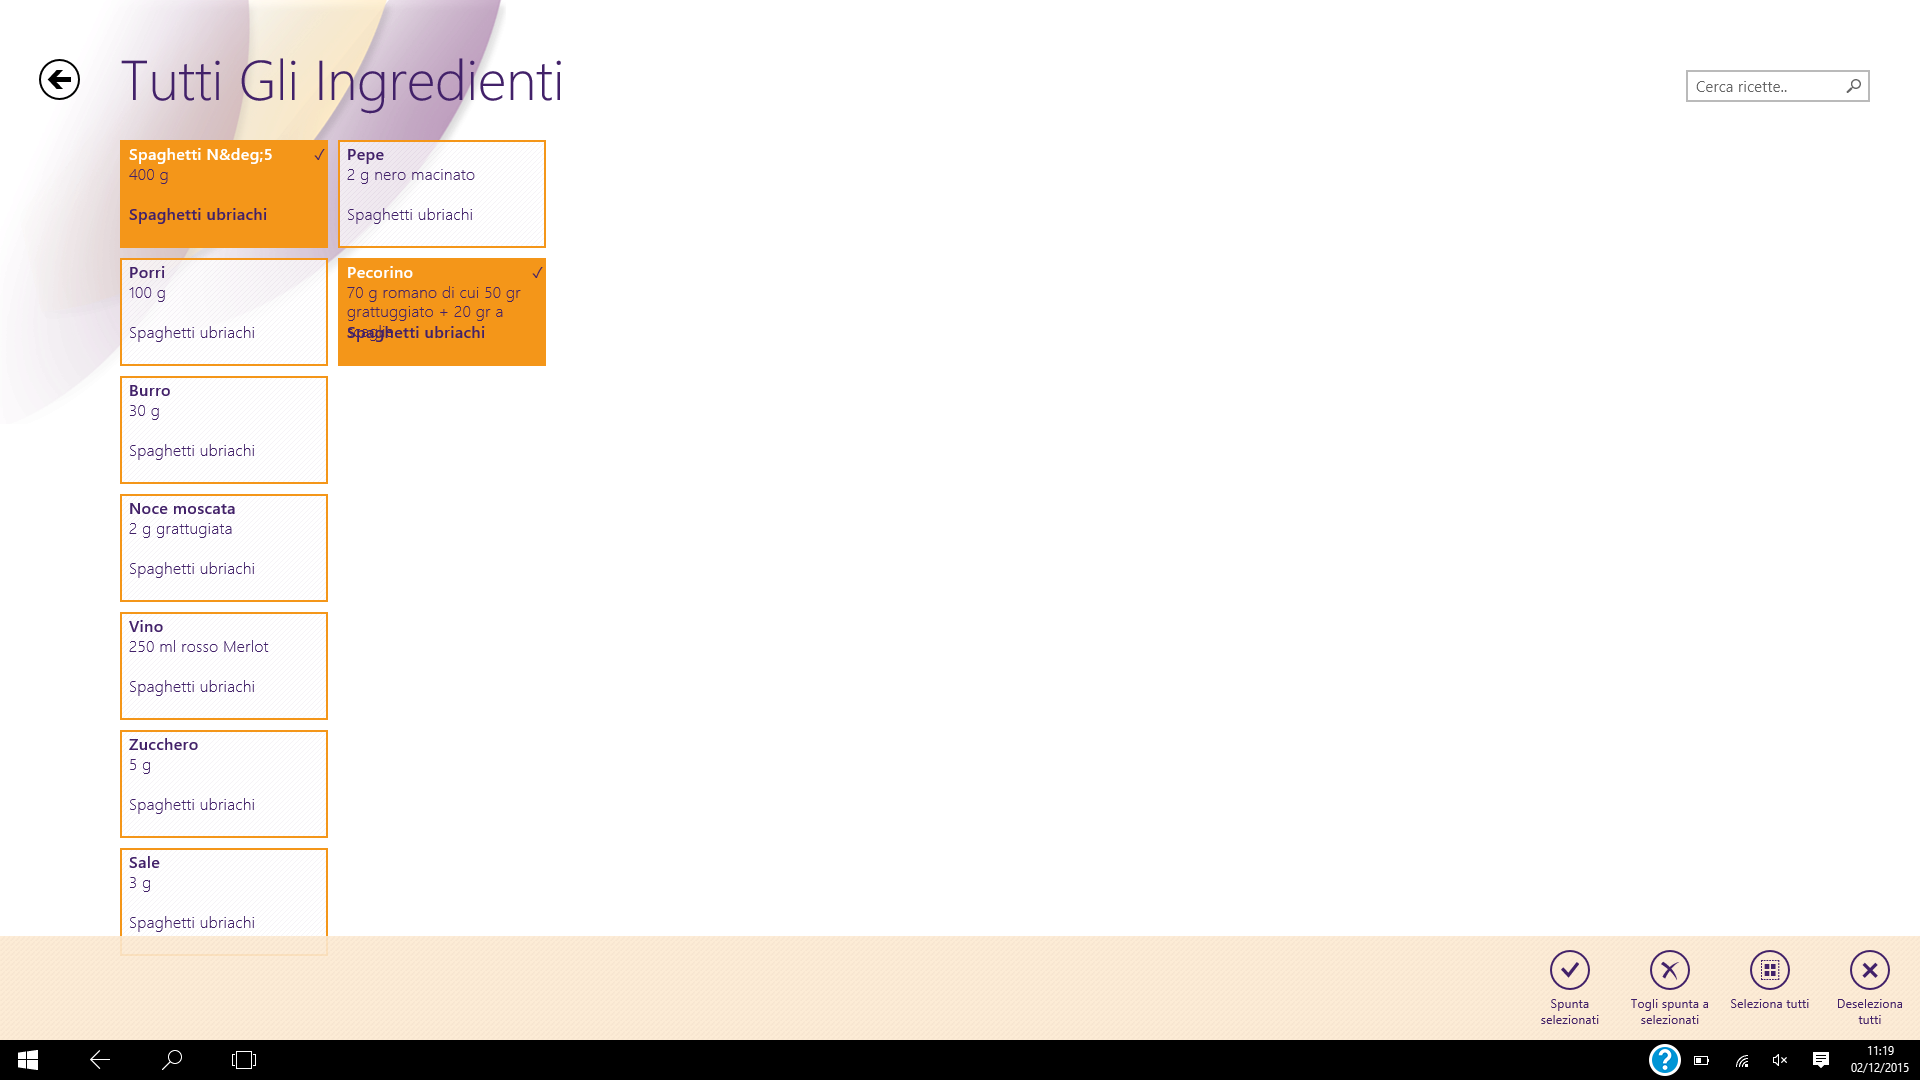 Tutti Gli Ingredienti
Cerca ricette..
Spaghetti N&deg;5
400 g
Spaghetti ubriachi
Porri
100 g
Spaghetti ubriachi
Burro
30 g
Spaghetti ubriachi
Noce moscata
2 g grattugiata
Spaghetti ubriachi
Vino
250 ml rosso Merlot
Spaghetti ubriachi
Zucchero
5 g
Spaghetti ubriachi
Sale
3 g
Spaghetti ubriachi
Pepe
2 g nero macinato
Spaghetti ubriachi
Pecorino
70 g romano di cui 50 gr
grattuggiato + 20 gr a
Spaghetti ubriachi
Spunta
selezionati
Togli spunta a
selezionati
Seleziona tutti
Deseleziona
tutti
11:19
02/12/2015